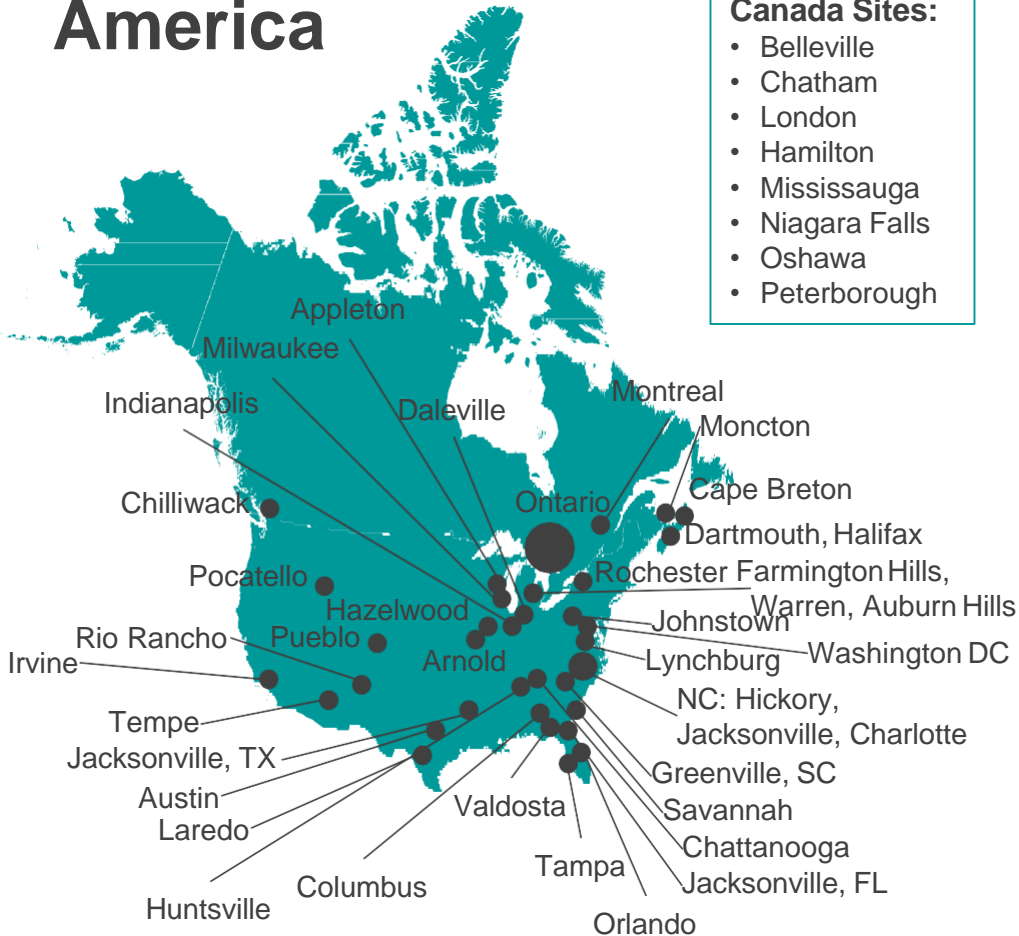 America
Canada Sites:
• Belleville
• Chatham
• London
• Hamilton
• Mississauga
• Niagara Falls
• Oshawa
• Peterborough
Appleton
Milwaukee
Indianapolis
Daleville
Montreal
Moncton
Chilliwack
Ontario
Cape Breton
Dartmouth, Halifax
Pocatello
Rochester
Farmington Hills,
Warren, Auburn Hills
Hazelwood
Johnstown
Rio Rancho
Pueblo
Irvine
Arnold
Lynchburg
Washington DC
Tempe
NC: Hickory,
Jacksonville, Charlotte
Jacksonville, TX
Greenville, SC
Austin
Valdosta
Savannah
Laredo
Chattanooga
Tampa
Jacksonville, FL
Columbus
Huntsville
Orlando